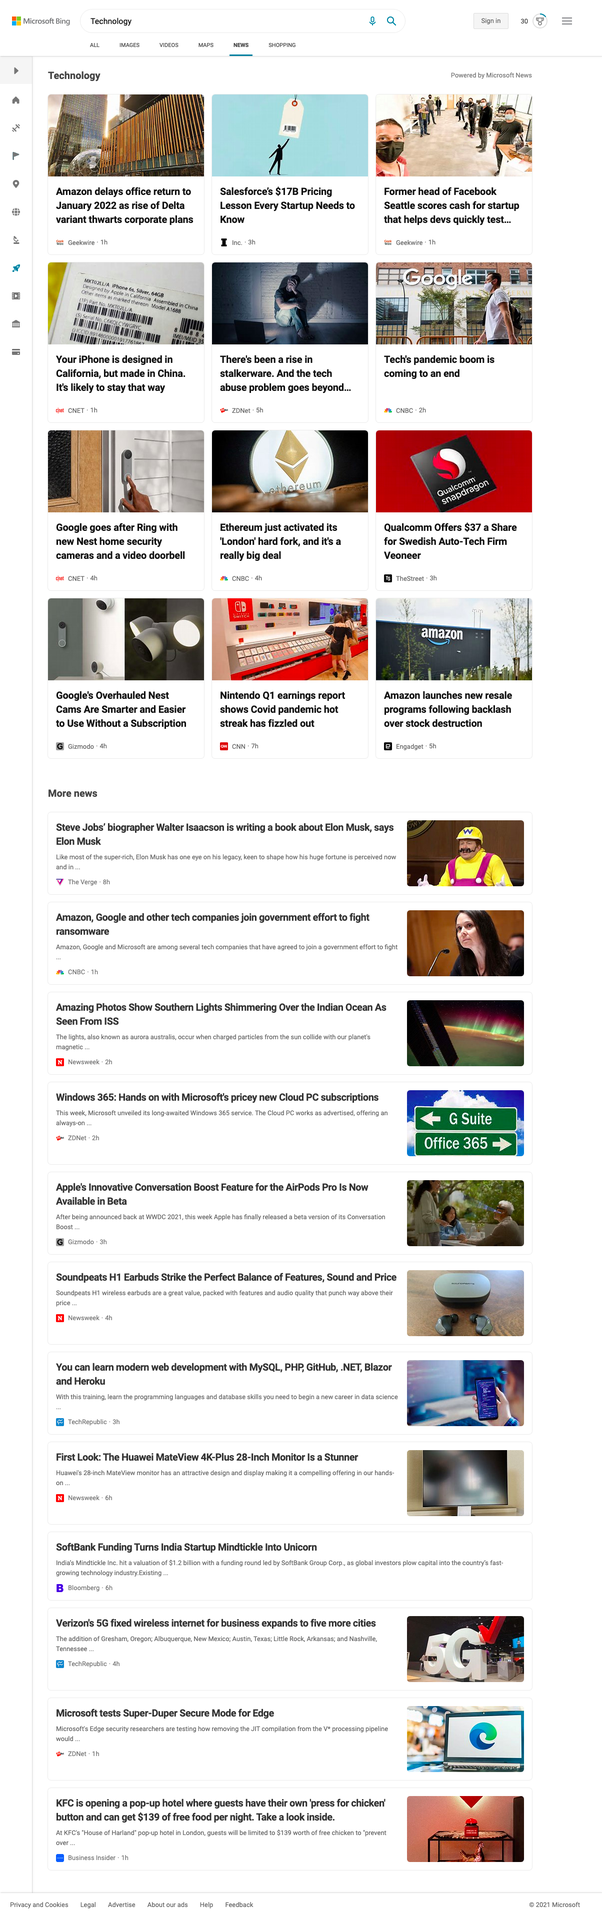 Microsoft Bing
Technology
Sign in
30
ALL
IMAGES
VIDEOS
MAPS
NEWS
SHOPPING
Technology
Powered by Microsoft News
Amazon delays office return to
January 2022 as rise of Delta
variant thwarts corporate plans
Geekwire · 1h
Salesforce's $17B Pricing
Lesson Every Startup Needs to
Know
Inc. · 3h
Former head of Facebook
Seattle scores cash for startup
that helps devs quickly test...
Geekwire · 1h
iPhone 6s, Silver, 64GB
Designed by Apple in California
Assembled in China
Your iPhone is designed in
California, but made in China.
It's likely to stay that way
CNET · 1h
There's been a rise in
stalkerware. And the tech
abuse problem goes beyond...
ZDNet · 5h
Google
Tech's pandemic boom is
coming to an end
CNBC · 2h
Google goes after Ring with
new Nest home security
cameras and a video doorbell
CNET · 4h
ethereum
Ethereum just activated its
'London' hard fork, and it's a
really big deal
CNBC · 4h
Qualcomm
snapdragon
Qualcomm Offers $37 a Share
for Swedish Auto-Tech Firm
Veoneer
TheStreet · 3h
Google's Overhauled Nest
Cams Are Smarter and Easier
to Use Without a Subscription
Gizmodo · 4h
Nintendo Q1 earnings report
shows Covid pandemic hot
streak has fizzled out
CNN · 7h
amazon
Amazon launches new resale
programs following backlash
over stock destruction
Engadget · 5h
More news
Steve Jobs' biographer Walter Isaacson is writing a book about Elon Musk, says
Elon Musk
Like most of the super-rich, Elon Musk has one eye on his legacy, keen to shape how his huge fortune is perceived now
and in ...
The Verge · 8h
Amazon, Google and other tech companies join government effort to fight
ransomware
Amazon, Google and Microsoft are among several tech companies that have agreed to join a government effort to fight
...
CNBC · 1h
Amazing Photos Show Southern Lights Shimmering Over the Indian Ocean As
Seen From ISS
The lights, also known as aurora australis, occur when charged particles from the sun collide with our planet's
magnetic ...
Newsweek · 2h
Windows 365: Hands on with Microsoft's pricey new Cloud PC subscriptions
This week, Microsoft unveiled its long-awaited Windows 365 service. The Cloud PC works as advertised, offering an
always-on ...
ZDNet · 2h
G Suite
Office 365
Apple's Innovative Conversation Boost Feature for the AirPods Pro Is Now
Available in Beta
After being announced back at WWDC 2021, this week Apple has finally released a beta version of its Conversation
Boost ...
Gizmodo · 3h
Soundpeats H1 Earbuds Strike the Perfect Balance of Features, Sound and Price
Soundpeats H1 wireless earbuds are a great value, packed with features and audio quality that punch way above their
price ...
Newsweek · 4h
You can learn modern web development with MySQL, PHP, GitHub, .NET, Blazor
and Heroku
With this training, learn the programming languages and database skills you need to begin a new career in data science
...
TechRepublic · 3h
First Look: The Huawei MateView 4K-Plus 28-Inch Monitor Is a Stunner
Huawei's 28-inch MateView monitor has an attractive design and display making it a compelling offering in our hands-
on ...
Newsweek · 6h
SoftBank Funding Turns India Startup Mindtickle Into Unicorn
India's Mindtickle Inc. hit a valuation of $1.2 billion with a funding round led by SoftBank Group Corp., as global investors plow capital into the country's fast-
growing technology industry.Existing ...
Bloomberg · 6h
Verizon's 5G fixed wireless internet for business expands to five more cities
The addition of Gresham, Oregon; Albuquerque, New Mexico; Austin, Texas; Little Rock, Arkansas; and Nashville,
Tennessee ...
TechRepublic · 4h
5G
Microsoft tests Super-Duper Secure Mode for Edge
Microsoft's Edge security researchers are testing how removing the JIT compilation from the V* processing pipeline
would ...
ZDNet · 1h
KFC is opening a pop-up hotel where guests have their own 'press for chicken'
button and can get $139 of free food per night. Take a look inside.
At KFC's "House of Harland" pop-up hotel in London, guests will be limited to $139 worth of free chicken to "prevent
over ...
Business Insider · 1h
Privacy and Cookies
Legal
Advertise
About our ads
Help
Feedback
© 2021 Microsoft